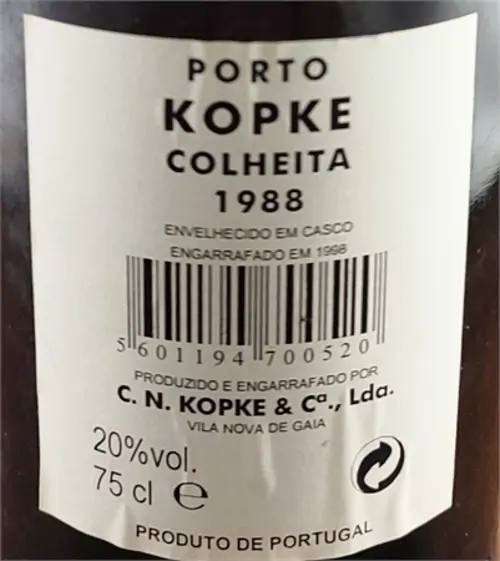 PORTO
KOPKE
COLHEITA
1988
ENVELHECIDO EM CASCO
ENGARRAFADO EM 1998
5 601194 700520
PRODUZIDO E ENGARRAFADO POR
C. N. KOPKE & Cª., Lda.
VILA NOVA DE GAIA
20%vol.
75 cl ℮
PRODUTO DE PORTUGAL